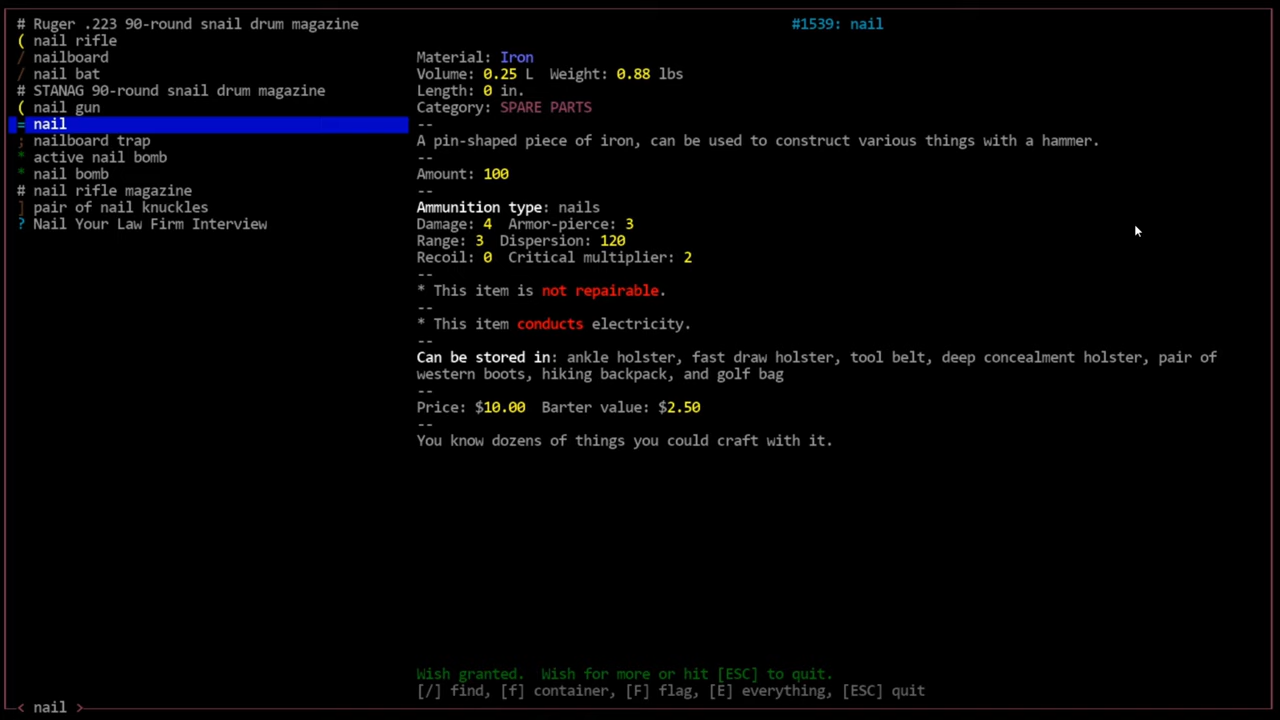 # Ruger .223 90-round snail drum magazine
( nail rifle
/ nailboard
/ nail bat
# STANAG 90-round snail drum magazine
( nail gun
= nail
; nailboard trap
* active nail bomb
* nail bomb
# nail rifle magazine
] pair of nail knuckles
? Nail Your Law Firm Interview
#1539: nail
Material: Iron
Volume: 0.25 L  Weight: 0.88 lbs
Length: 0 in.
Category: SPARE PARTS
--
A pin-shaped piece of iron, can be used to construct various things with a hammer.
--
Amount: 100
--
Ammunition type: nails
Damage: 4  Armor-pierce: 3
Range: 3  Dispersion: 120
Recoil: 0  Critical multiplier: 2
--
* This item is not repairable.
--
* This item conducts electricity.
--
Can be stored in: ankle holster, fast draw holster, tool belt, deep concealment holster, pair of
western boots, hiking backpack, and golf bag
--
Price: $10.00  Barter value: $2.50
--
You know dozens of things you could craft with it.
Wish granted.  Wish for more or hit [ESC] to quit.
[/] find, [f] container, [F] flag, [E] everything, [ESC] quit
< nail >